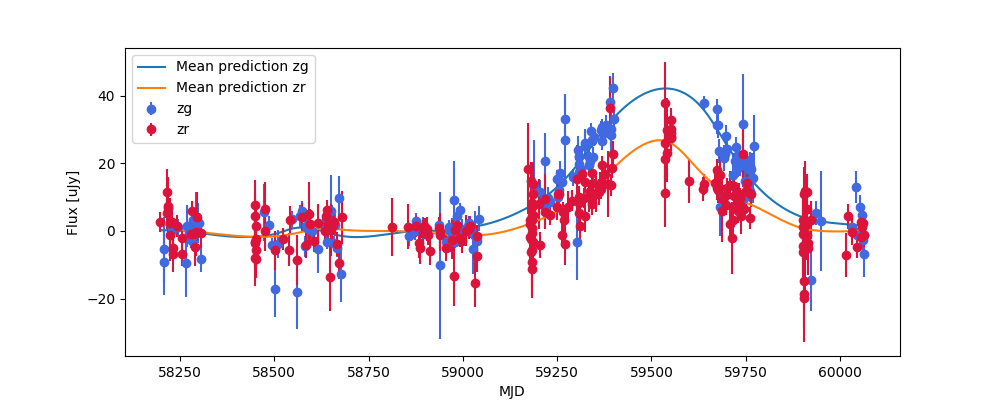 Mean prediction zg
Mean prediction zr
zg
zr
Flux [uJy]
40
20
0
−20
58250
58500
58750
59000
59250
59500
59750
60000
MJD